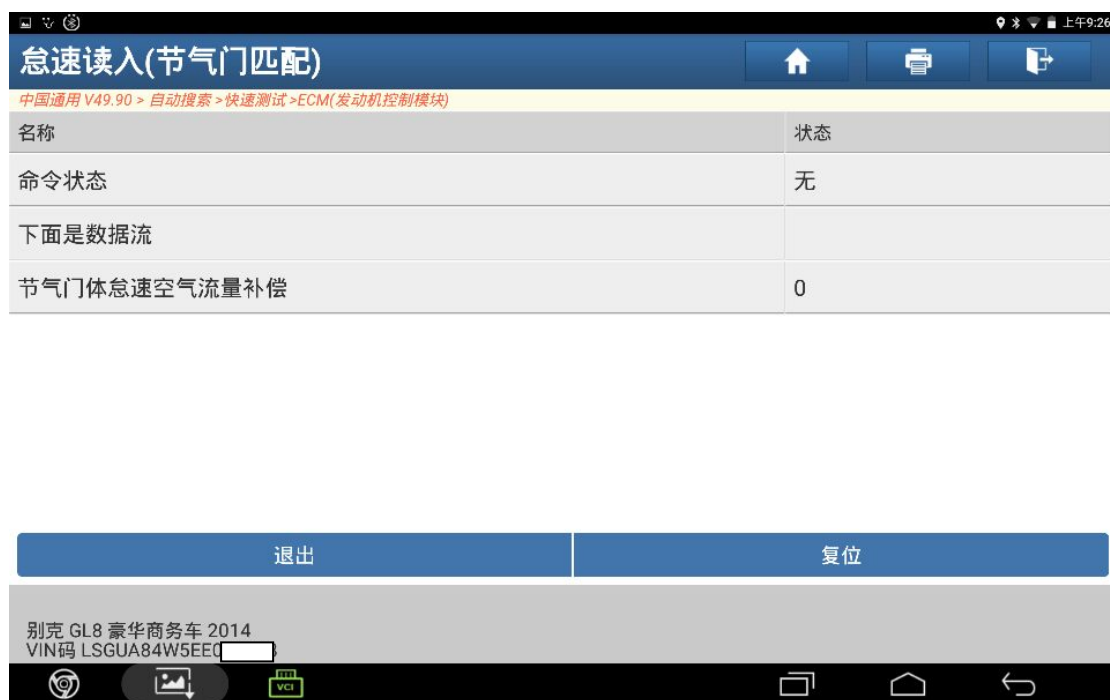 上午9:26
怠速读入(节气门匹配)
中国通用 V49.90 > 自动搜索 >快速测试 >ECM(发动机控制模块)
名称 状态
命令状态 无
下面是数据流
节气门体怠速空气流量补偿 0
退出 复位
别克 GL8 豪华商务车 2014
VIN码 LSGUA84W5EE0
VCI